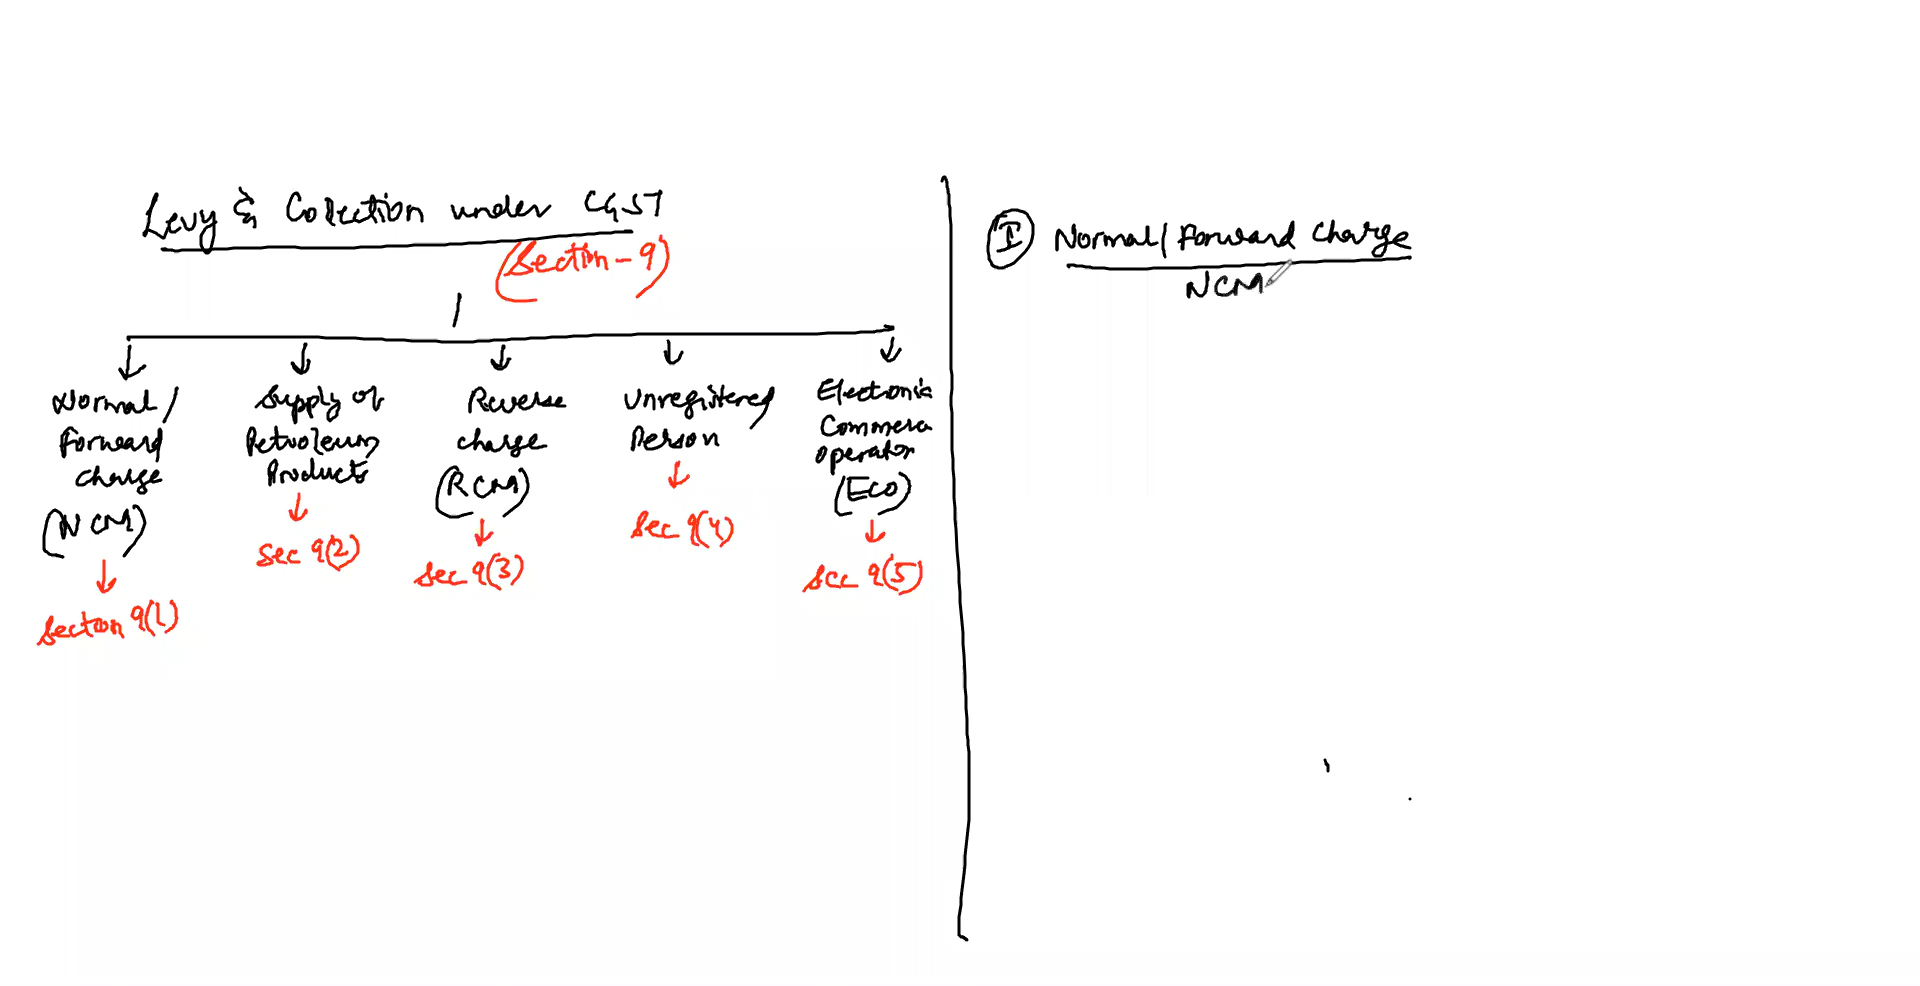 Levy & Collection under CGST
(Section-9)
Normal/
Forward
charge
(NCM)
Section 9(1)
Supply of
Petroleum
Products
Sec 9(2)
Reverse
charge
(RCM)
Sec 9(3)
Unregistered
Person
Sec 9(4)
Electronic
Commerce
operator
(ECO)
Sec 9(5)
I Normal/Forward Charge
NCM